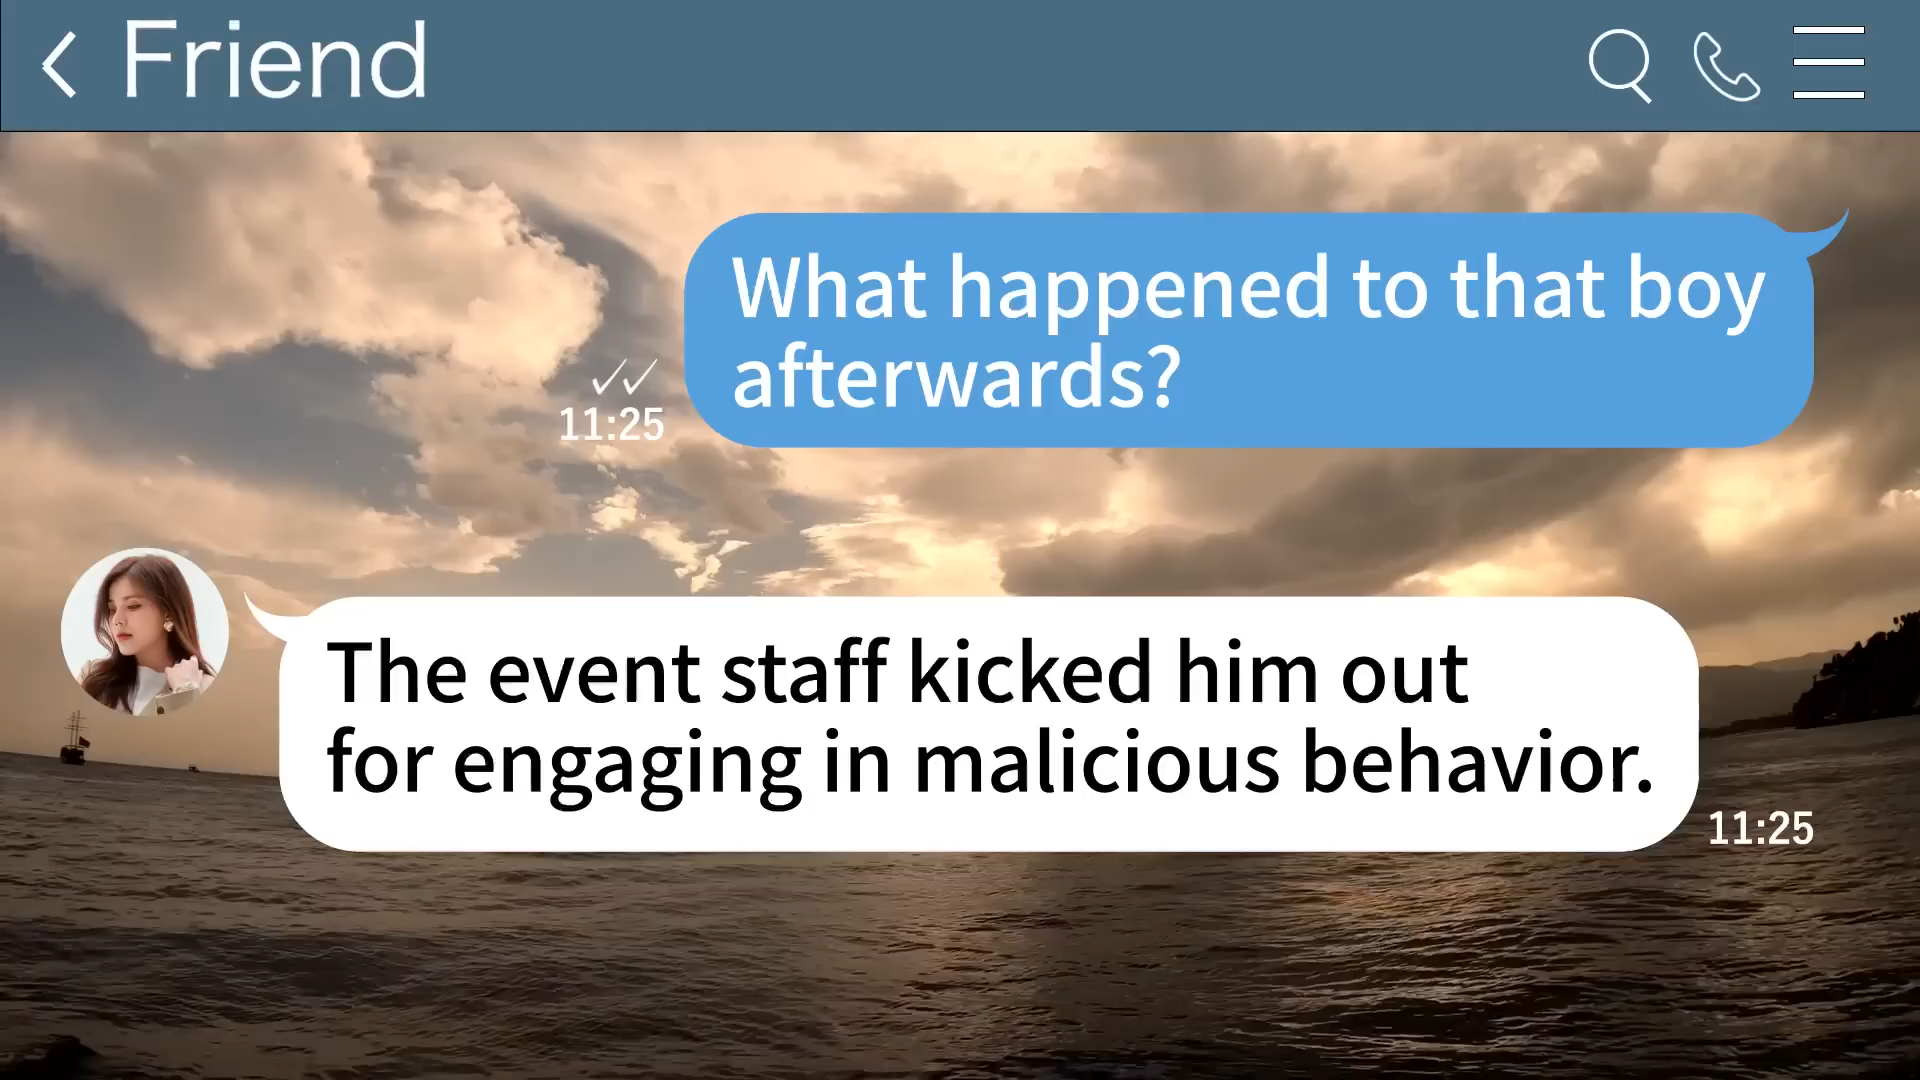 Friend
What happened to that boy
afterwards?
11:25
The event staff kicked him out
for engaging in malicious behavior.
11:25